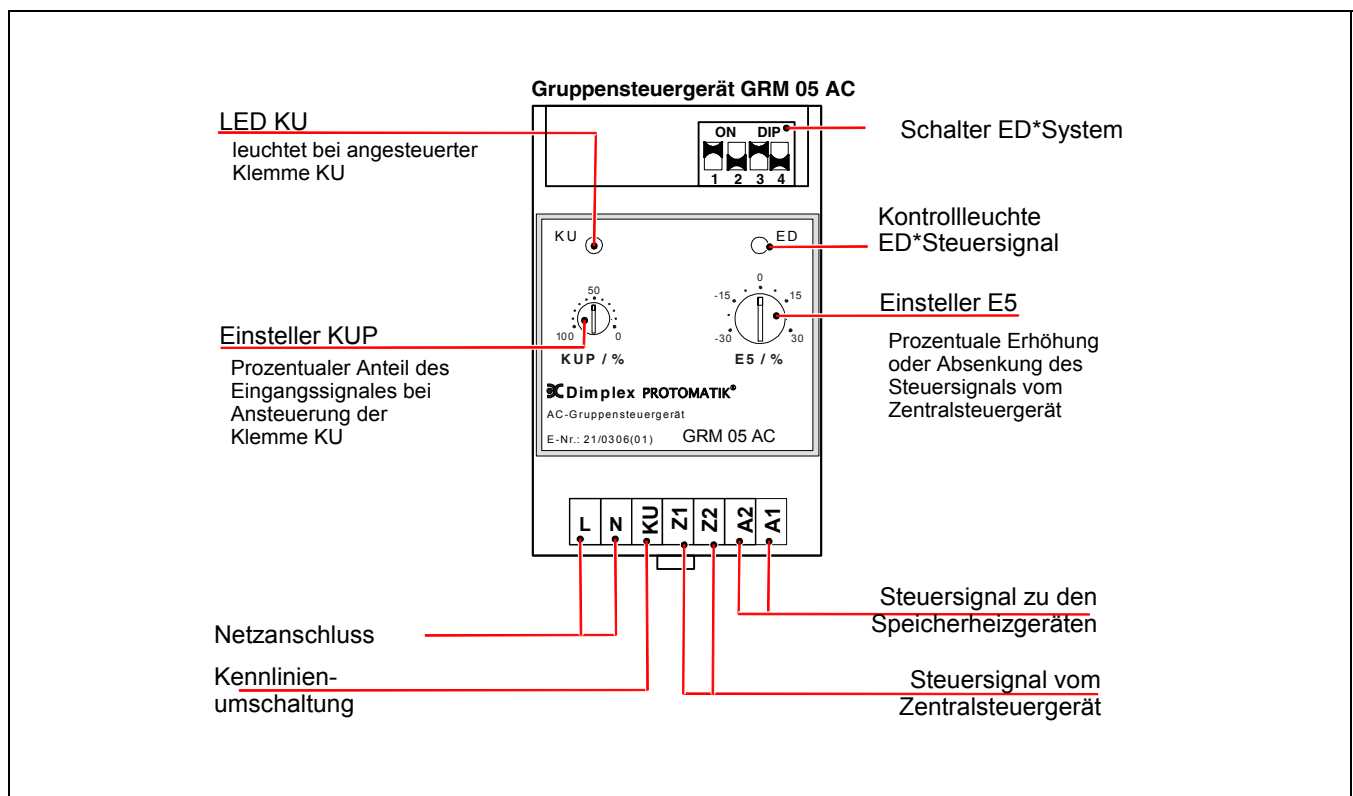 Gruppensteuergerät GRM 05 AC
LED KU
leuchtet bei angesteuerter
Klemme KU
ON DIP
1 2 3 4
Schalter ED*System
KU
ED
Kontrollleuchte
ED*Steuersignal
Einsteller KUP
Prozentualer Anteil des
Eingangssignales bei
Ansteuerung der
Klemme KU
50
100 0
KUP / %
0
-15 15
-30 30
E5 / %
Einsteller E5
Prozentuale Erhöhung
oder Absenkung des
Steuersignals vom
Zentralsteuergerät
Dimplex PROTOMATIK®
AC-Gruppensteuergerät
E-Nr.: 21/0306(01) GRM 05 AC
L N KU Z1 Z2 A2 A1
Netzanschluss
Kennlinien-
umschaltung
Steuersignal zu den
Speicherheizgeräten
Steuersignal vom
Zentralsteuergerät